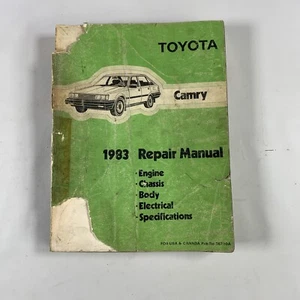 TOYOTA
Camry
1983 Repair Manual
· Engine
· Chassis
· Body
· Electrical
· Specifications